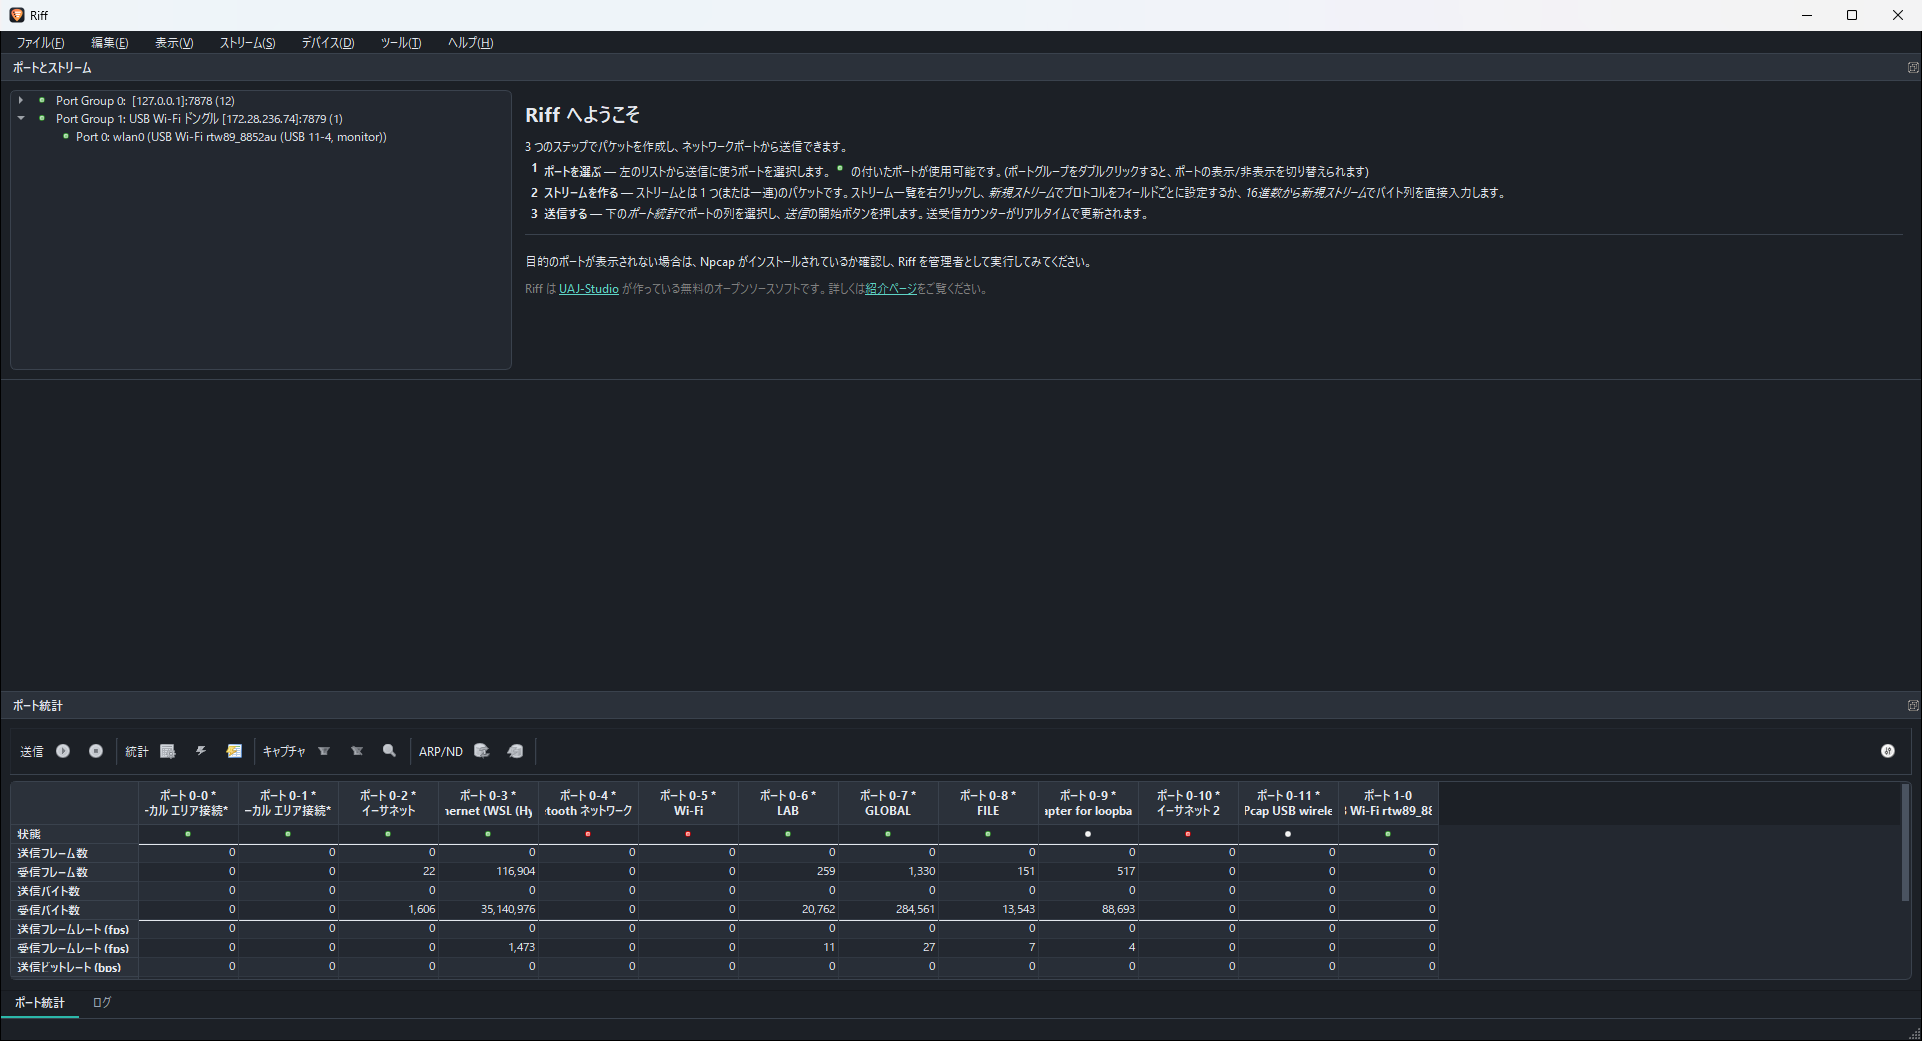 Riff
ファイル(F) 編集(E) 表示(V) ストリーム(S) デバイス(D) ツール(T) ヘルプ(H)
ポートとストリーム
Port Group 0: [127.0.0.1]:7878 (12)
Port Group 1: USB Wi-Fi ドングル [172.28.236.74]:7879 (1)
Port 0: wlan0 (USB Wi-Fi rtw89_8852au (USB 11-4, monitor))
Riff へようこそ
3 つのステップでパケットを作成し、ネットワークポートから送信できます。
1 ポートを選ぶ — 左のリストから送信に使うポートを選択します。 の付いたポートが使用可能です。(ポートグループをダブルクリックすると、ポートの表示/非表示を切り替えられます)
2 ストリームを作る — ストリームとは 1 つ(または一連)のパケットです。ストリーム一覧を右クリックし、新規ストリームでプロトコルをフィールドごとに設定するか、16進数から新規ストリームでバイト列を直接入力します。
3 送信する — 下のポート統計でポートの列を選択し、送信の開始ボタンを押します。送受信カウンターがリアルタイムで更新されます。
目的のポートが表示されない場合は、Npcap がインストールされているか確認し、Riff を管理者として実行してみてください。
Riff は UAJ-Studio が作っている無料のオープンソースソフトです。詳しくは紹介ページをご覧ください。
ポート統計
送信 統計 キャプチャ ARP/ND
ポート 0-0 * ポート 0-1 * ポート 0-2 * ポート 0-3 * ポート 0-4 * ポート 0-5 * ポート 0-6 * ポート 0-7 * ポート 0-8 * ポート 0-9 * ポート 0-10 * ポート 0-11 * ポート 1-0
ーカル エリア接続* ーカル エリア接続* イーサネット hernet (WSL (Hy tooth ネットワーク Wi-Fi LAB GLOBAL FILE apter for loopba イーサネット 2 Pcap USB wirele Wi-Fi rtw89_88
状態
送信フレーム数 0 0 0 0 0 0 0 0 0 0 0 0 0
受信フレーム数 0 0 22 116,904 0 0 259 1,330 151 517 0 0 0
送信バイト数 0 0 0 0 0 0 0 0 0 0 0 0 0
受信バイト数 0 0 1,606 35,140,976 0 0 20,762 284,561 13,543 88,693 0 0 0
送信フレームレート (fps) 0 0 0 0 0 0 0 0 0 0 0 0 0
受信フレームレート (fps) 0 0 0 1,473 0 0 11 27 7 4 0 0 0
送信ビットレート (bps) 0 0 0 0 0 0 0 0 0 0 0 0 0
ポート統計 ログ